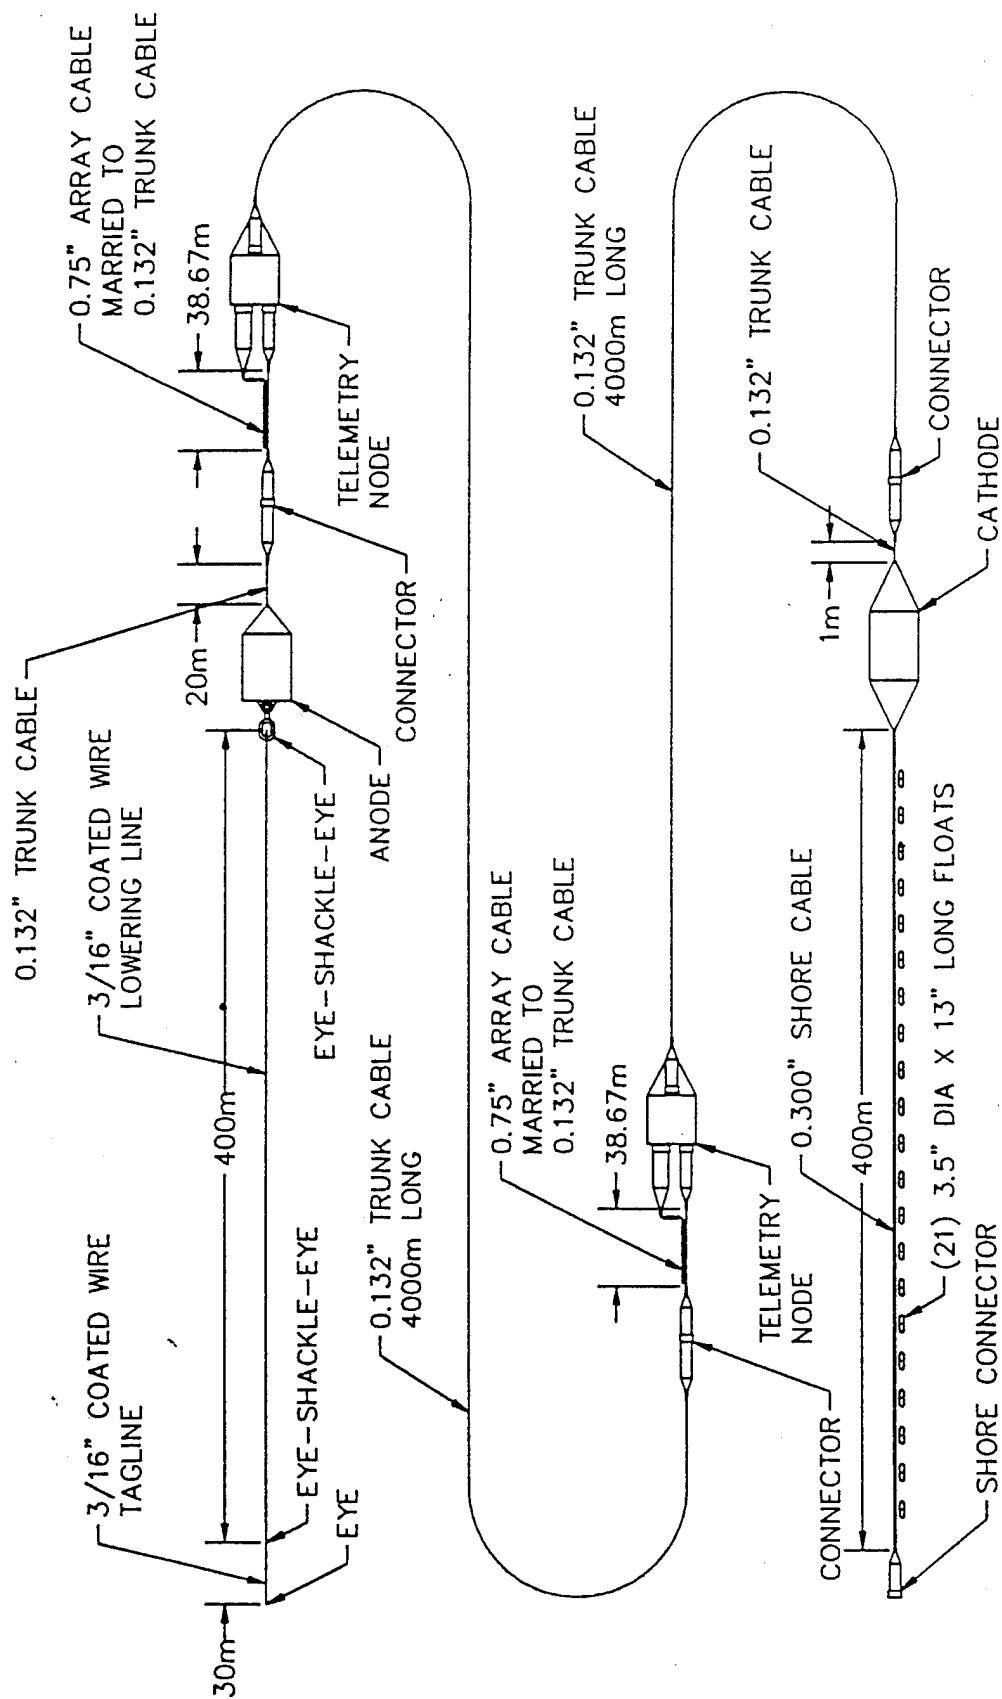 3/16" COATED WIRE
TAGLINE
30m
EYE
EYE-SHACKLE-EYE
400m
3/16" COATED WIRE
LOWERING LINE
EYE-SHACKLE-EYE
ANODE
0.132" TRUNK CABLE
20m
CONNECTOR
38.67m
0.75" ARRAY CABLE
MARRIED TO
0.132" TRUNK CABLE
TELEMETRY
NODE
0.132" TRUNK CABLE
4000m LONG
CONNECTOR
38.67m
0.75" ARRAY CABLE
MARRIED TO
0.132" TRUNK CABLE
TELEMETRY
NODE
0.132" TRUNK CABLE
4000m LONG
SHORE CONNECTOR
400m
(21) 3.5" DIA X 13" LONG FLOATS
0.300" SHORE CABLE
1m
0.132" TRUNK CABLE
CATHODE
CONNECTOR